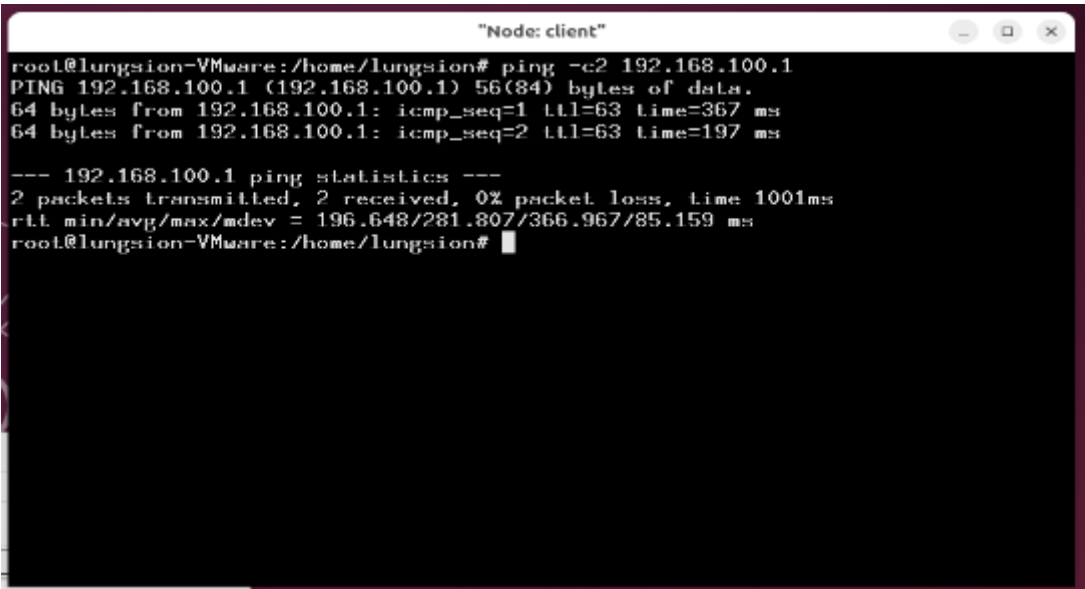 "Node: client"
root@lungsion-VMware:/home/lungsion# ping -c2 192.168.100.1
PING 192.168.100.1 (192.168.100.1) 56(84) bytes of data.
64 bytes from 192.168.100.1: icmp_seq=1 ttl=63 time=367 ms
64 bytes from 192.168.100.1: icmp_seq=2 ttl=63 time=197 ms
--- 192.168.100.1 ping statistics ---
2 packets transmitted, 2 received, 0% packet loss, time 1001ms
rtt min/avg/max/mdev = 196.648/281.807/366.967/85.159 ms
root@lungsion-VMware:/home/lungsion#